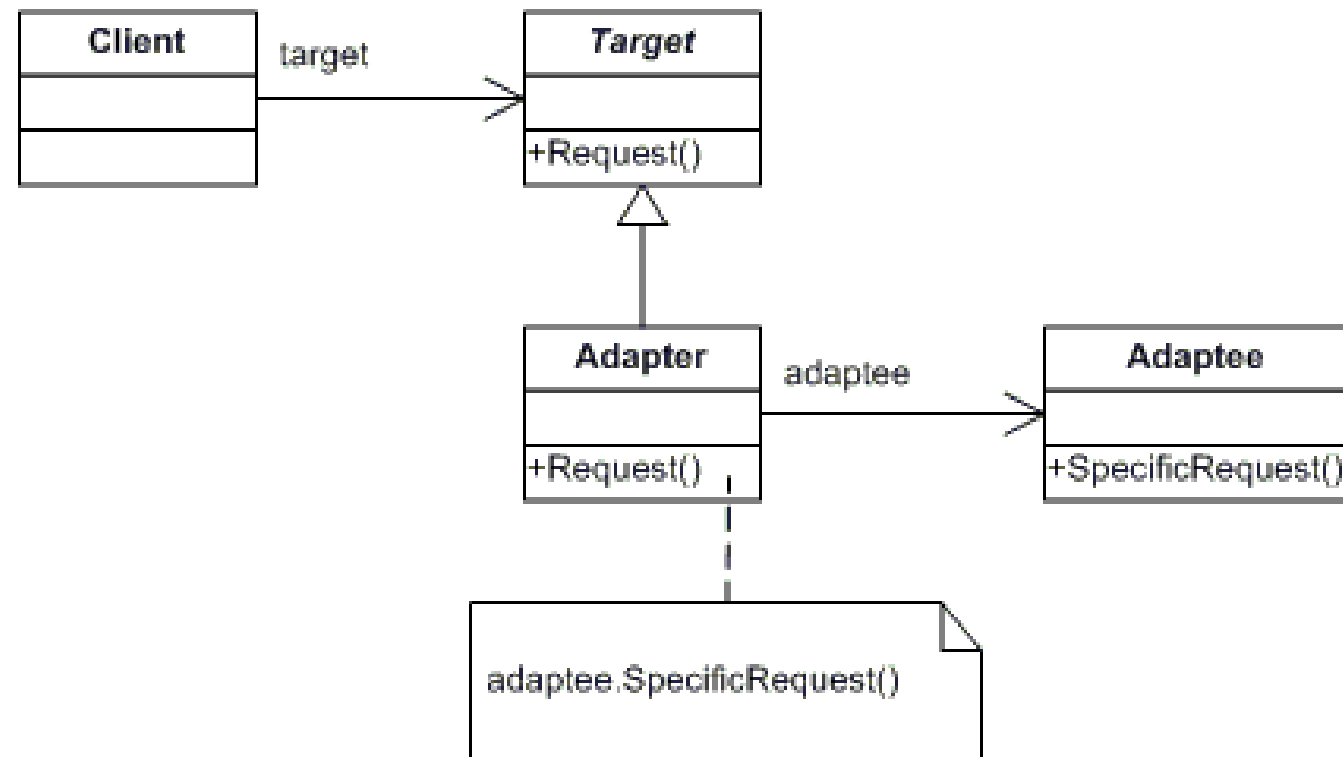 Client
target
Target
+Request()
Adapter
adaptee
Adaptee
+Request()
+SpecificRequest()
adaptee.SpecificRequest()